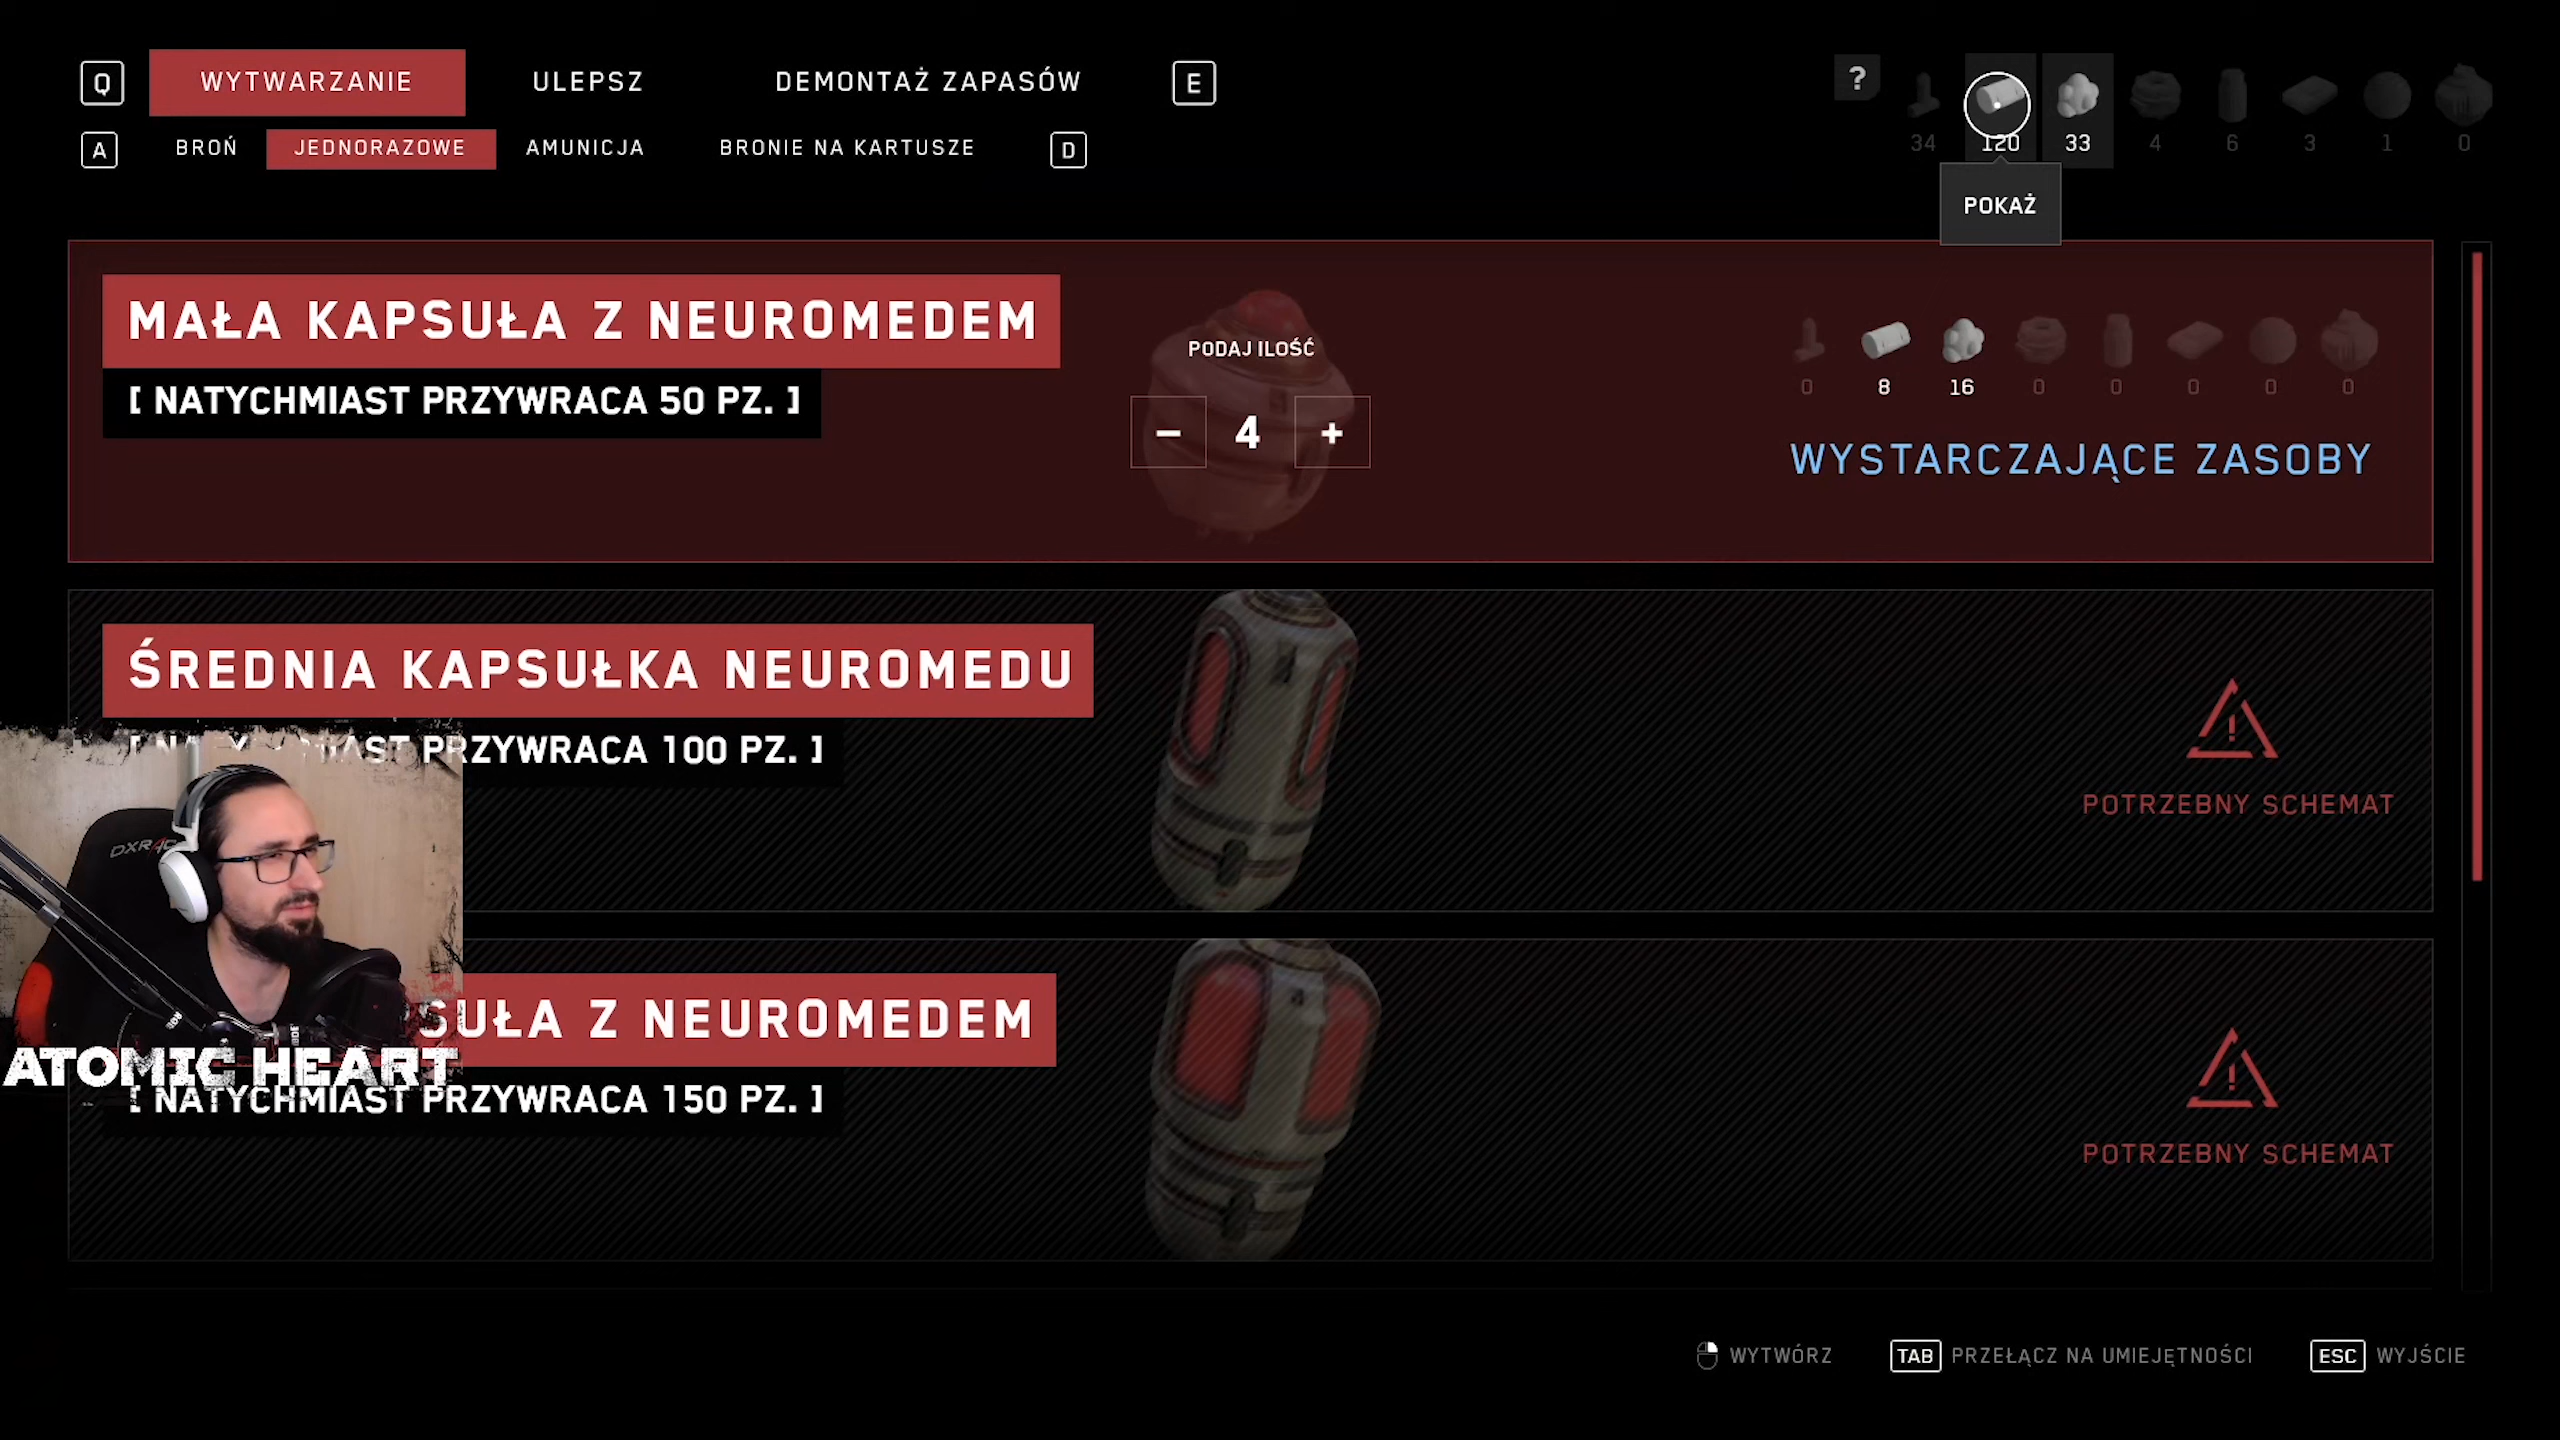 Q WYTWARZANIE ULEPSZ DEMONTAŻ ZAPASÓW E
?
34 120 33 4 6 3 1 0
A BROŃ JEDNORAZOWE AMUNICJA BRONIE NA KARTUSZE D
POKAŻ
MAŁA KAPSUŁA Z NEUROMEDEM
[ NATYCHMIAST PRZYWRACA 50 PZ. ]
PODAJ ILOŚĆ
− 4 +
0 8 16 0 0 0 0 0
WYSTARCZAJĄCE ZASOBY
ŚREDNIA KAPSUŁKA NEUROMEDU
PRZYWRACA 100 PZ. ]
POTRZEBNY SCHEMAT
DXR
SUŁA Z NEUROMEDEM
ATOMIC HEART
[ NATYCHMIAST PRZYWRACA 150 PZ. ]
POTRZEBNY SCHEMAT
WYTWÓRZ TAB PRZEŁĄCZ NA UMIEJĘTNOŚCI ESC WYJŚCIE